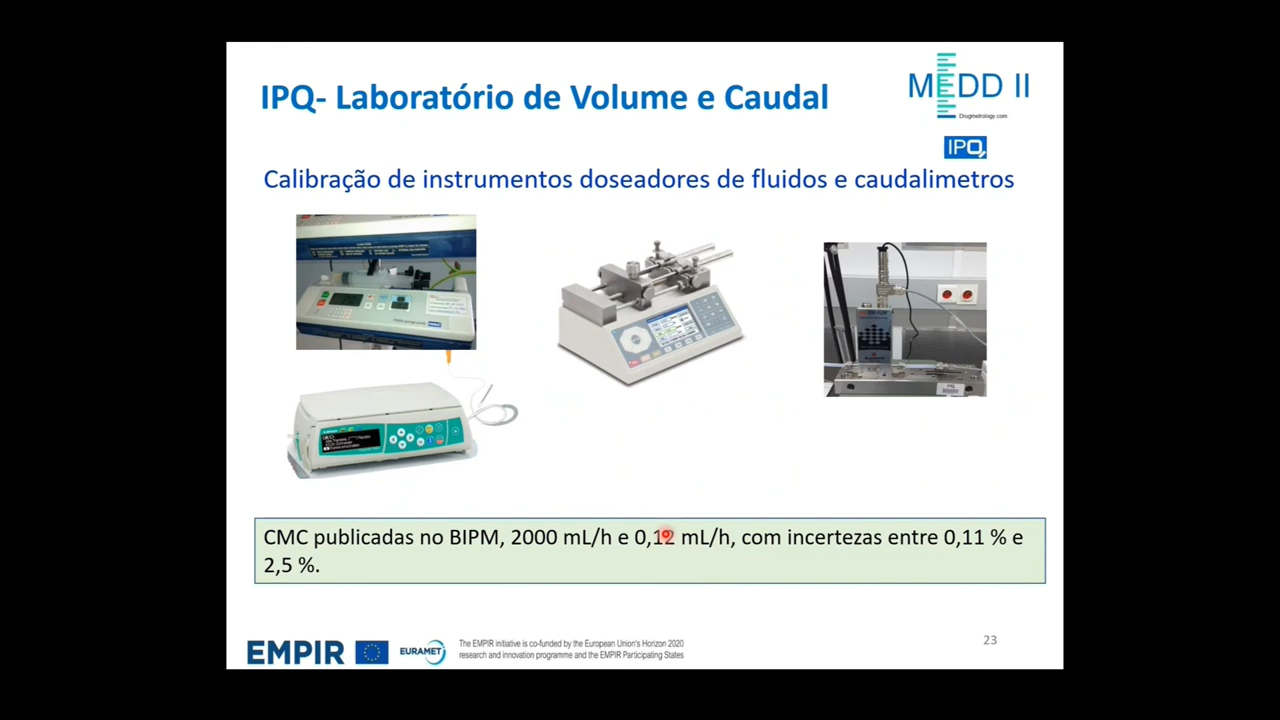 IPQ- Laboratório de Volume e Caudal
MEDD II
Drugmetrology.com
IPQ
Calibração de instrumentos doseadores de fluidos e caudalimetros
CMC publicadas no BIPM, 2000 mL/h e 0,12 mL/h, com incertezas entre 0,11 % e
2,5 %.
EMPIR
EURAMET
The EMPIR initiative is co-funded by the European Union's Horizon 2020
research and innovation programme and the EMPIR Participating States
23